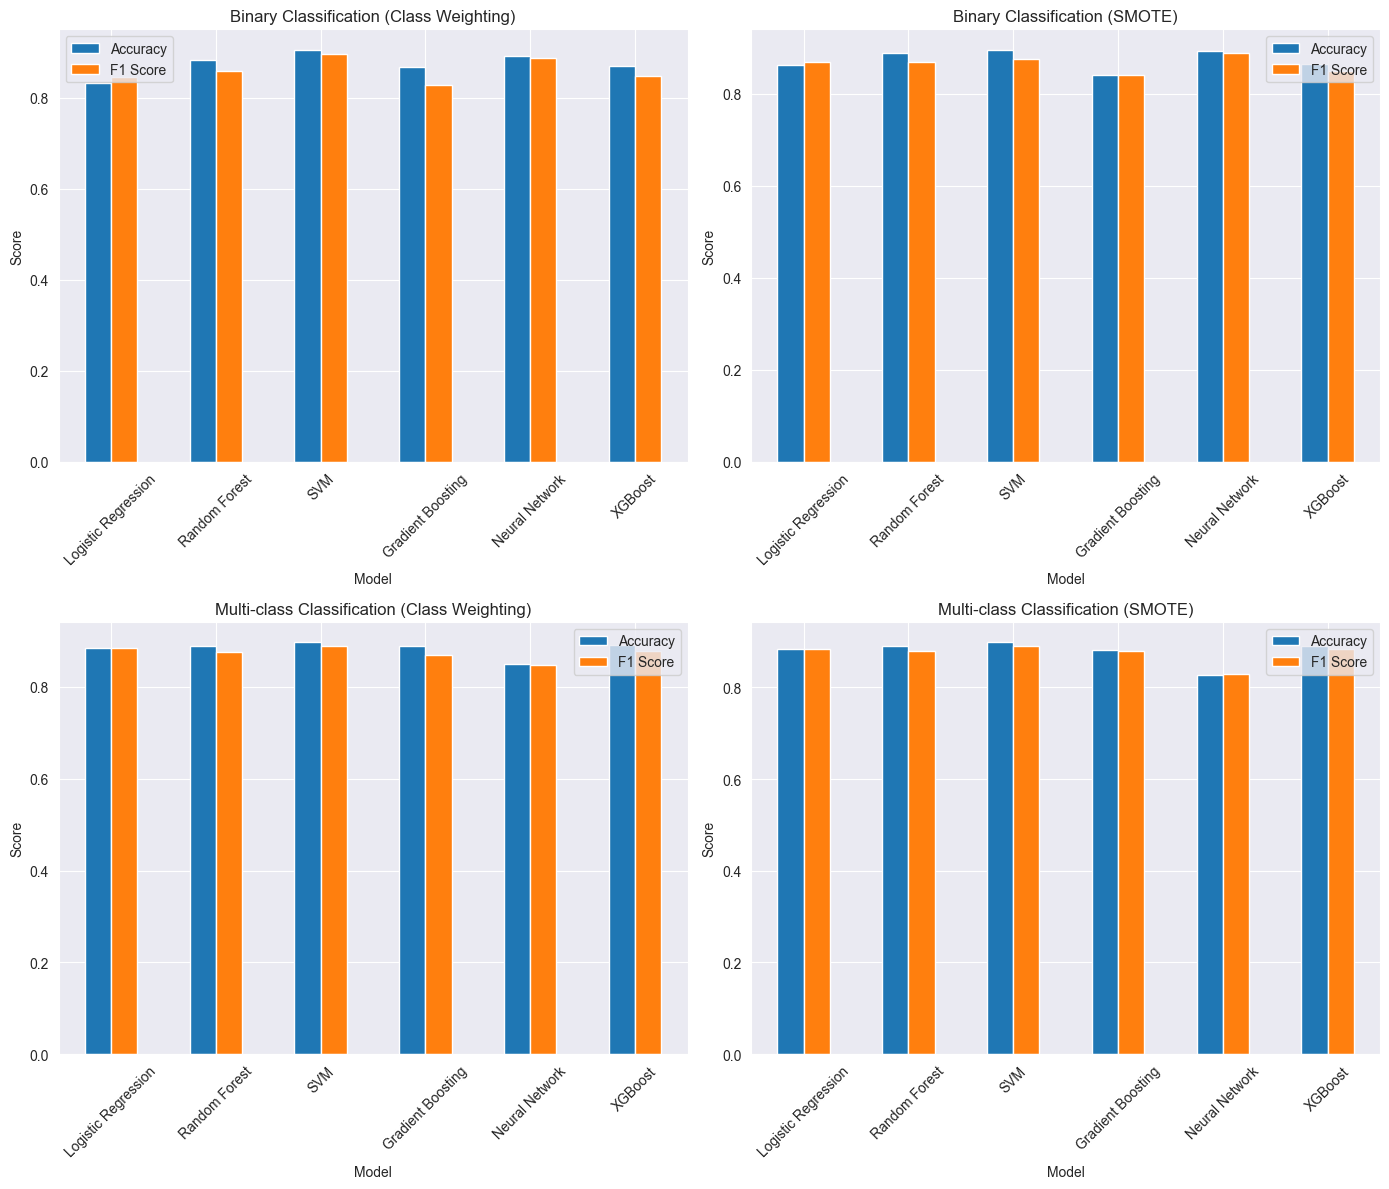 Binary Classification (Class Weighting)
Accuracy
F1 Score
0.8
0.6
0.4
0.2
0.0
Score
Logistic Regression
Random Forest
SVM
Gradient Boosting
Neural Network
XGBoost
Model
Binary Classification (SMOTE)
Accuracy
F1 Score
0.8
0.6
0.4
0.2
0.0
Score
Logistic Regression
Random Forest
SVM
Gradient Boosting
Neural Network
XGBoost
Model
Multi-class Classification (Class Weighting)
Accuracy
F1 Score
0.8
0.6
0.4
0.2
0.0
Score
Logistic Regression
Random Forest
SVM
Gradient Boosting
Neural Network
XGBoost
Model
Multi-class Classification (SMOTE)
Accuracy
F1 Score
0.8
0.6
0.4
0.2
0.0
Score
Logistic Regression
Random Forest
SVM
Gradient Boosting
Neural Network
XGBoost
Model